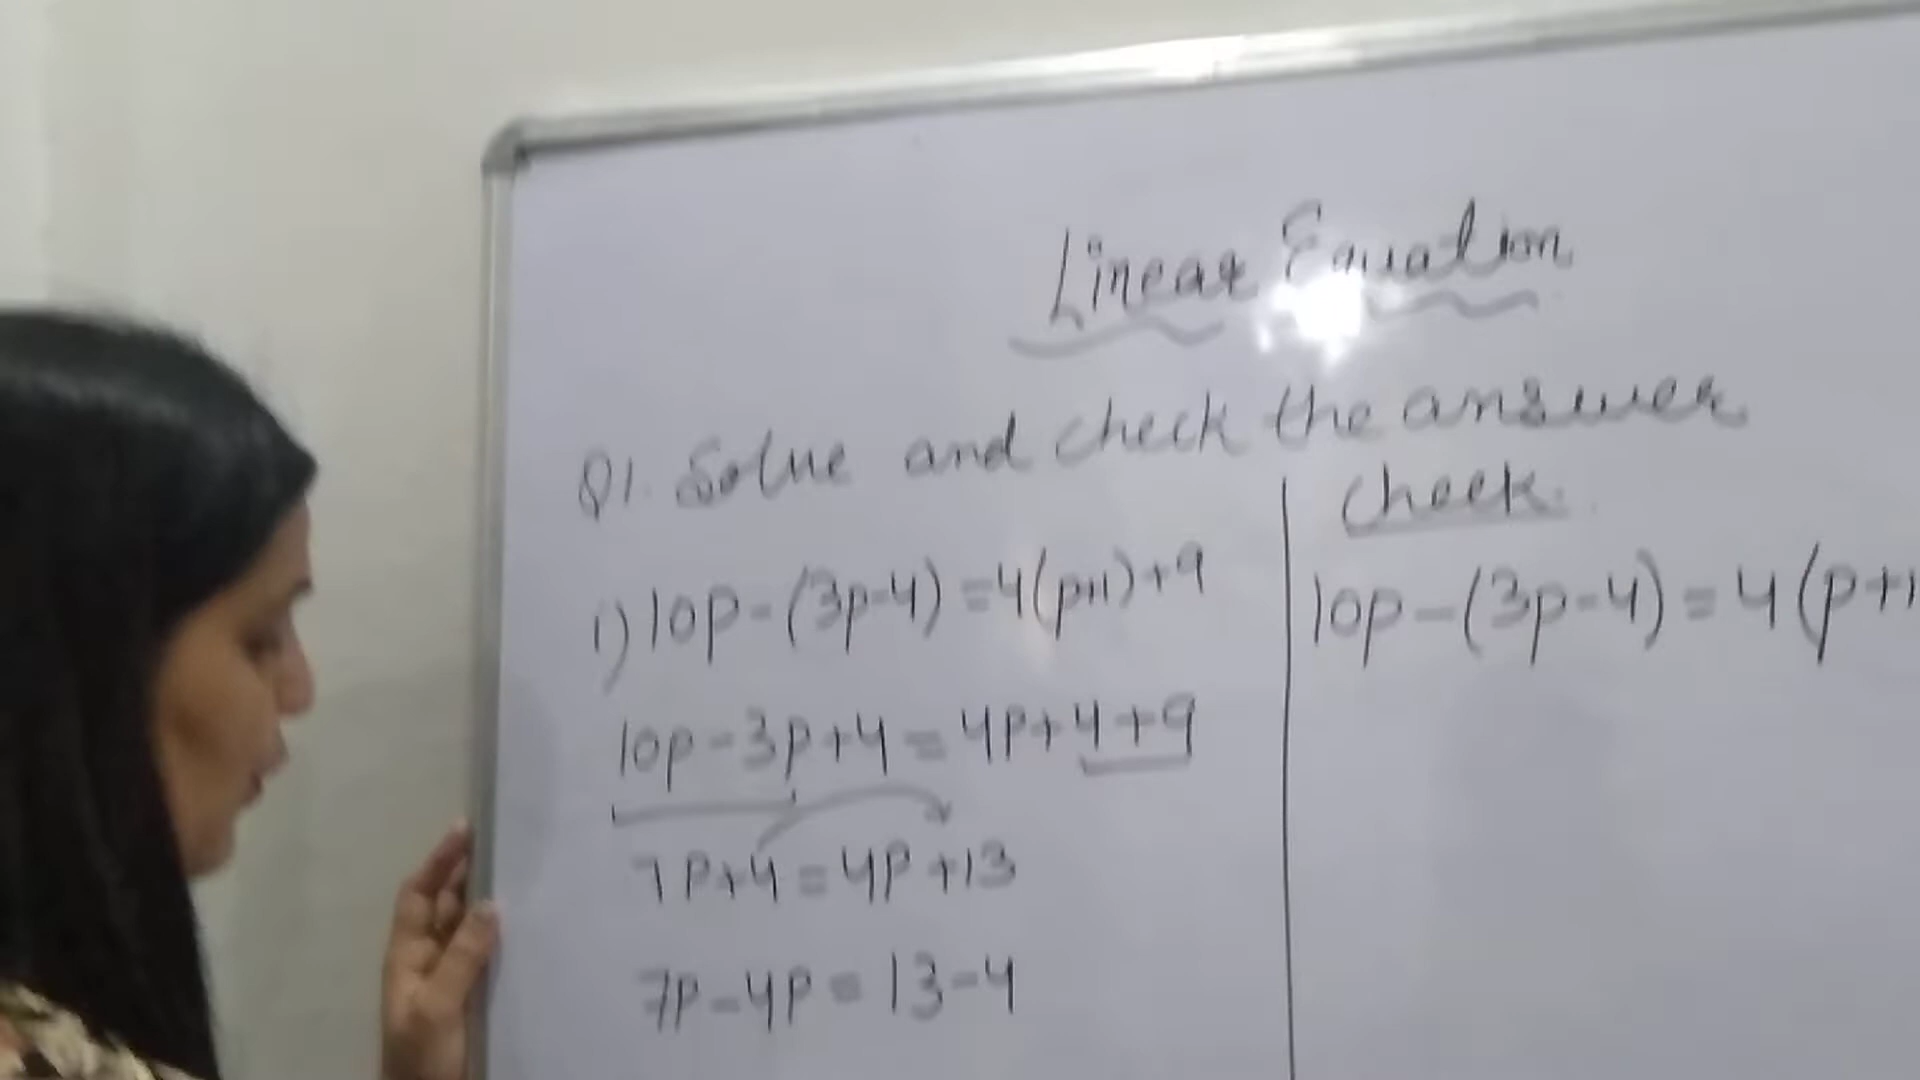 Linear Equation
Q1. Solve and check the answer
i) 10p-(3p-4)=4(p+1)+9
10p-3p+4=4p+4+9
7p+4=4p+13
7p-4p=13-4
check.
10p-(3p-4)=4(p+1